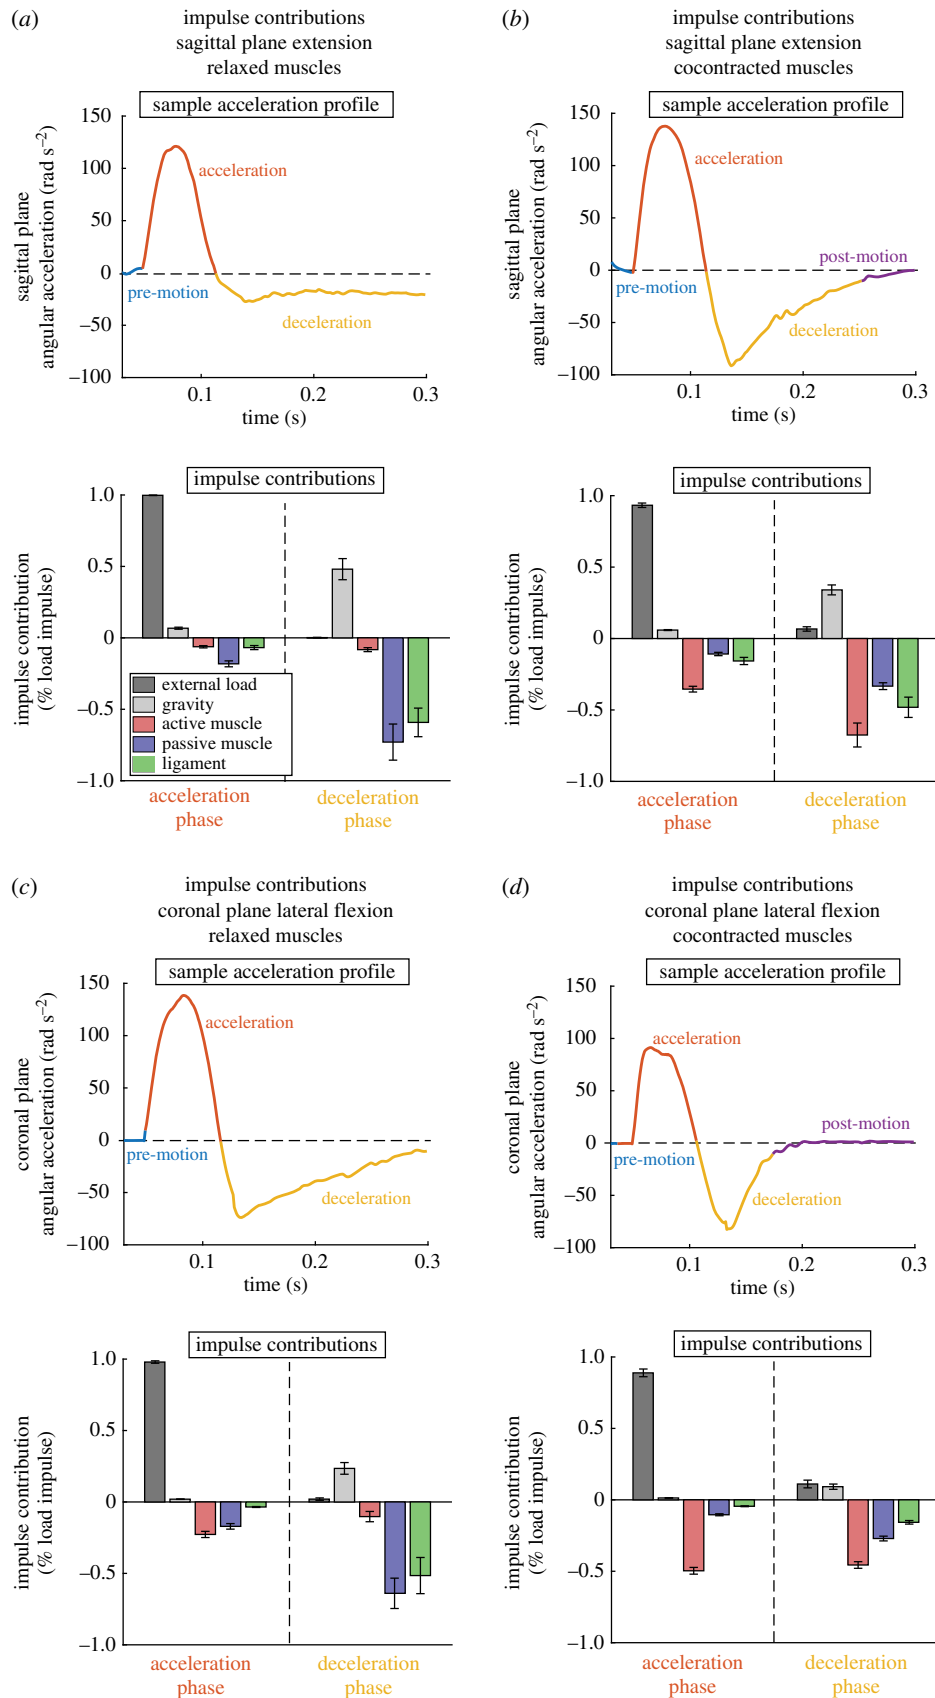 (a)
impulse contributions
sagittal plane extension
relaxed muscles
sample acceleration profile
sagittal plane
angular acceleration (rad s⁻²)
150
100
50
0
−50
−100
acceleration
pre-motion
deceleration
0.1
0.2
0.3
time (s)
impulse contributions
impulse contribution
(% load impulse)
1.0
0.5
0
−0.5
−1.0
external load
gravity
active muscle
passive muscle
ligament
acceleration
phase
deceleration
phase
(b)
impulse contributions
sagittal plane extension
cocontracted muscles
sample acceleration profile
sagittal plane
angular acceleration (rad s⁻²)
150
100
50
0
−50
−100
acceleration
post-motion
pre-motion
deceleration
0.1
0.2
0.3
time (s)
impulse contributions
impulse contribution
(% load impulse)
1.0
0.5
0
−0.5
−1.0
acceleration
phase
deceleration
phase
(c)
impulse contributions
coronal plane lateral flexion
relaxed muscles
sample acceleration profile
coronal plane
angular acceleration (rad s⁻²)
150
100
50
0
−50
−100
acceleration
pre-motion
deceleration
0.1
0.2
0.3
time (s)
impulse contributions
impulse contribution
(% load impulse)
1.0
0.5
0
−0.5
−1.0
acceleration
phase
deceleration
phase
(d)
impulse contributions
coronal plane lateral flexion
cocontracted muscles
sample acceleration profile
coronal plane
angular acceleration (rad s⁻²)
150
100
50
0
−50
−100
acceleration
post-motion
pre-motion
deceleration
0.1
0.2
0.3
time (s)
impulse contributions
impulse contribution
(% load impulse)
1.0
0.5
0
−0.5
−1.0
acceleration
phase
deceleration
phase